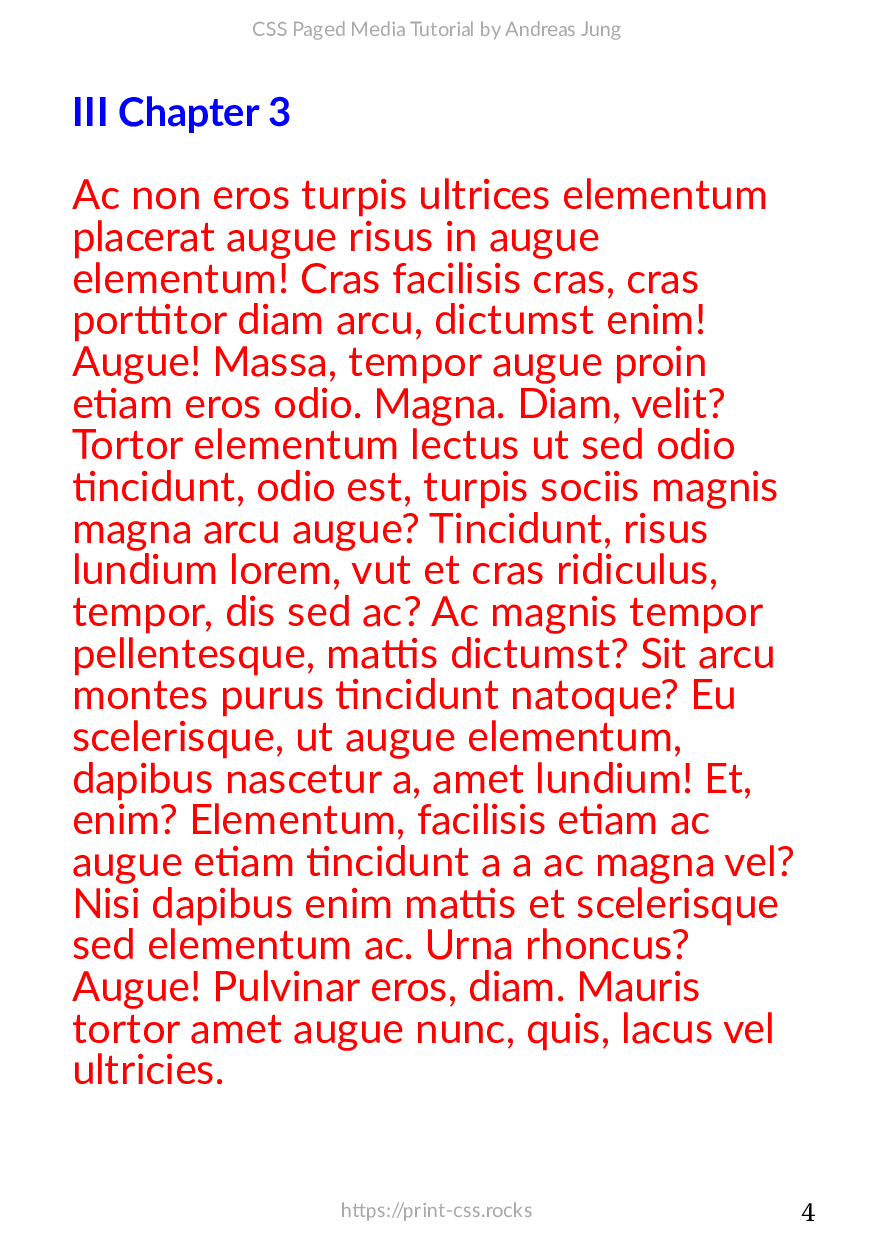 CSS Paged Media Tutorial by Andreas Jung
III Chapter 3
Ac non eros turpis ultrices elementum
placerat augue risus in augue
elementum! Cras facilisis cras, cras
porttitor diam arcu, dictumst enim!
Augue! Massa, tempor augue proin
etiam eros odio. Magna. Diam, velit?
Tortor elementum lectus ut sed odio
tincidunt, odio est, turpis sociis magnis
magna arcu augue? Tincidunt, risus
lundium lorem, vut et cras ridiculus,
tempor, dis sed ac? Ac magnis tempor
pellentesque, mattis dictumst? Sit arcu
montes purus tincidunt natoque? Eu
scelerisque, ut augue elementum,
dapibus nascetur a, amet lundium! Et,
enim? Elementum, facilisis etiam ac
augue etiam tincidunt a a ac magna vel?
Nisi dapibus enim mattis et scelerisque
sed elementum ac. Urna rhoncus?
Augue! Pulvinar eros, diam. Mauris
tortor amet augue nunc, quis, lacus vel
ultricies.
https://print-css.rocks
4